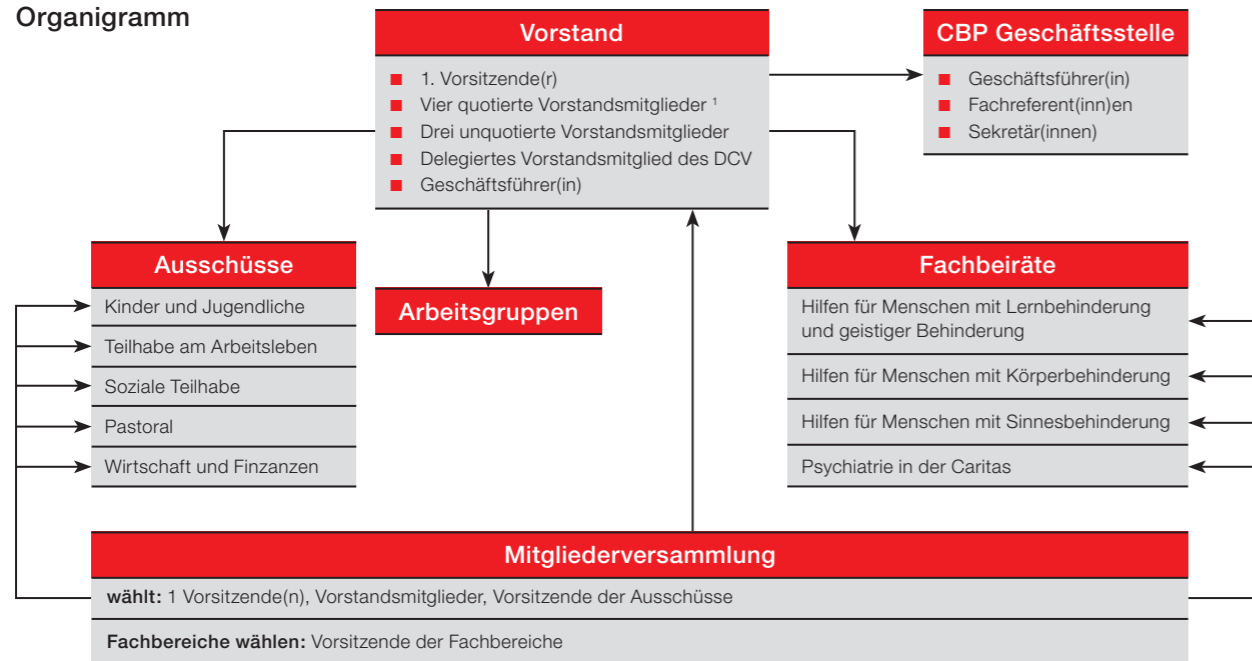 Organigramm
Vorstand
1. Vorsitzende(r)
Vier quotierte Vorstandsmitglieder ¹
Drei unquotierte Vorstandsmitglieder
Delegiertes Vorstandsmitglied des DCV
Geschäftsführer(in)
CBP Geschäftsstelle
Geschäftsführer(in)
Fachreferent(inn)en
Sekretär(innen)
Ausschüsse
Kinder und Jugendliche
Teilhabe am Arbeitsleben
Soziale Teilhabe
Pastoral
Wirtschaft und Finzanzen
Arbeitsgruppen
Fachbeiräte
Hilfen für Menschen mit Lernbehinderung
und geistiger Behinderung
Hilfen für Menschen mit Körperbehinderung
Hilfen für Menschen mit Sinnesbehinderung
Psychiatrie in der Caritas
Mitgliederversammlung
wählt: 1 Vorsitzende(n), Vorstandsmitglieder, Vorsitzende der Ausschüsse
Fachbereiche wählen: Vorsitzende der Fachbereiche